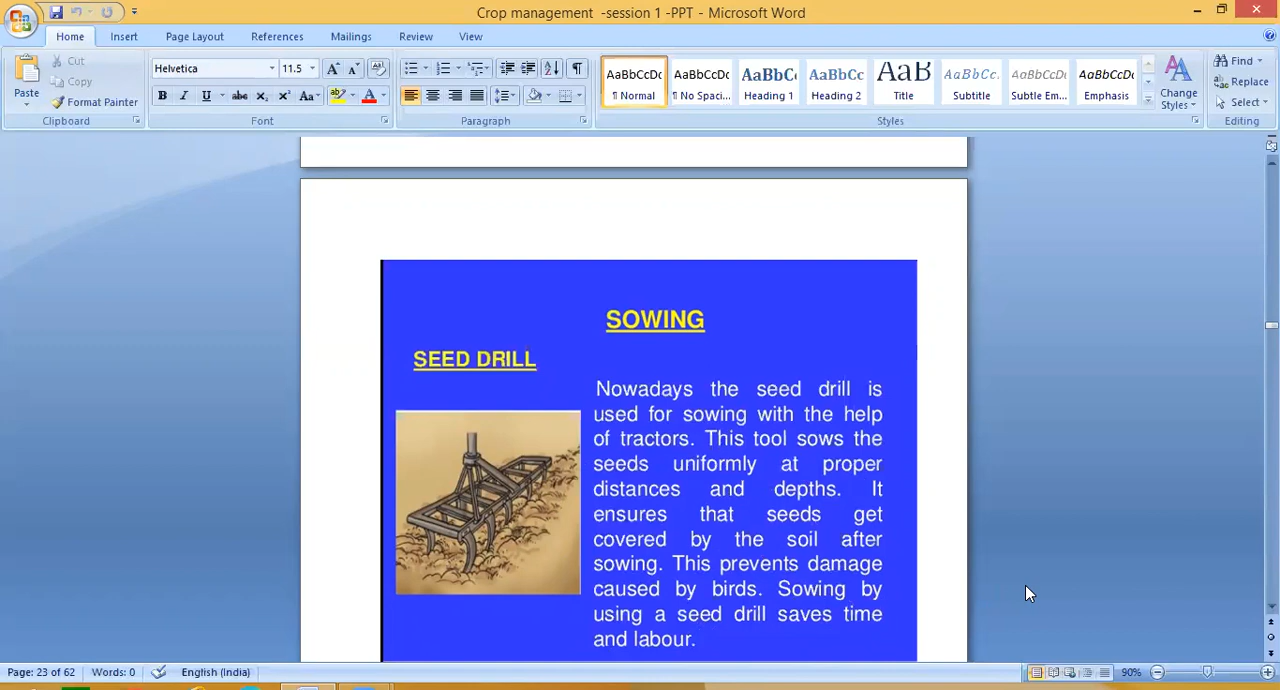 Crop management -session 1 -PPT - Microsoft Word
Home Insert Page Layout References Mailings Review View
Paste
Cut
Copy
Format Painter
Clipboard
Helvetica 11.5
B I U abc X₂ X² Aa
Font
Paragraph
AaBbCcDc AaBbCcDc AaBbC AaBbCc AaB AaBbCc. AaBbCcDc AaBbCcDc
¶ Normal ¶ No Spaci... Heading 1 Heading 2 Title Subtitle Subtle Em... Emphasis
Change Styles
Styles
Find
Replace
Select
Editing
SOWING
SEED DRILL
Nowadays the seed drill is
used for sowing with the help
of tractors. This tool sows the
seeds uniformly at proper
distances and depths. It
ensures that seeds get
covered by the soil after
sowing. This prevents damage
caused by birds. Sowing by
using a seed drill saves time
and labour.
Page: 23 of 62 Words: 0 English (India) 90%